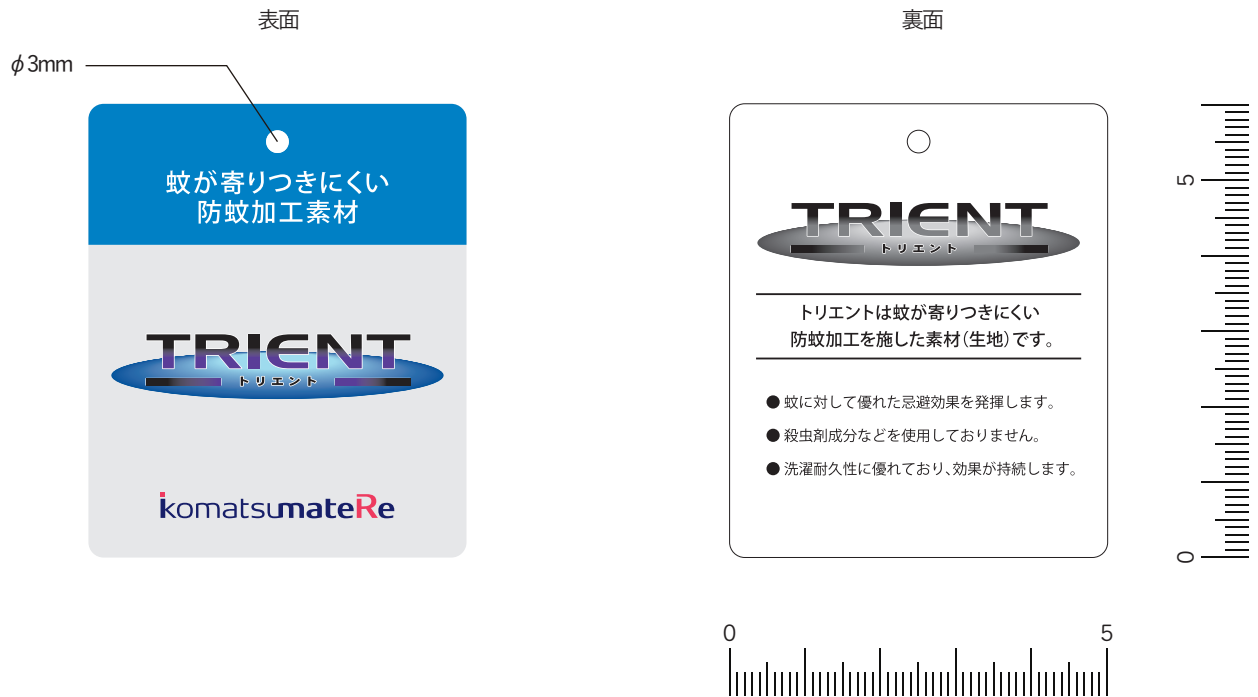 表面
φ3mm
蚊が寄りつきにくい
防蚊加工素材
TRIENT
トリエント
komatsumateRe
裏面
TRIENT
トリエント
トリエントは蚊が寄りつきにくい
防蚊加工を施した素材(生地)です。
● 蚊に対して優れた忌避効果を発揮します。
● 殺虫剤成分などを使用しておりません。
● 洗濯耐久性に優れており、効果が持続します。
5
0
0
5